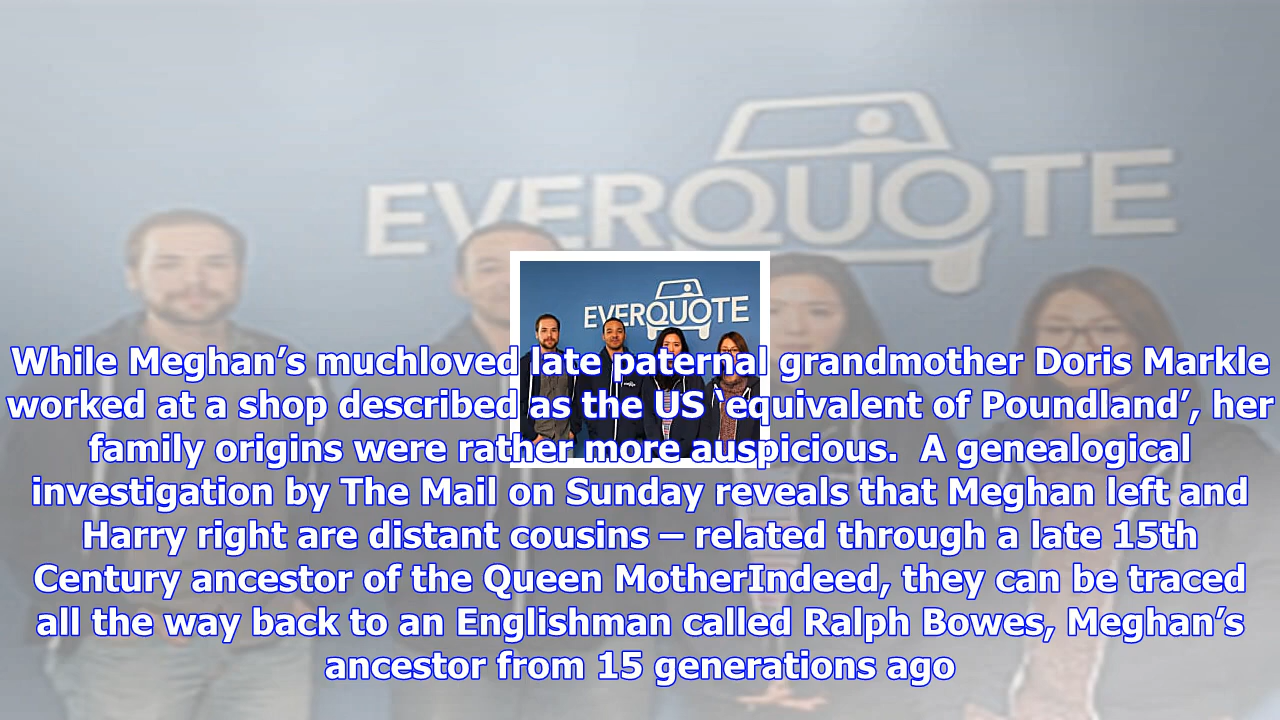 EVERQUOTE
EVERQUOTE
While Meghan’s muchloved late paternal grandmother Doris Markle
worked at a shop described as the US ‘equivalent of Poundland’, her
family origins were rather more auspicious.  A genealogical
investigation by The Mail on Sunday reveals that Meghan left and
Harry right are distant cousins – related through a late 15th
Century ancestor of the Queen MotherIndeed, they can be traced
all the way back to an Englishman called Ralph Bowes, Meghan’s
ancestor from 15 generations ago